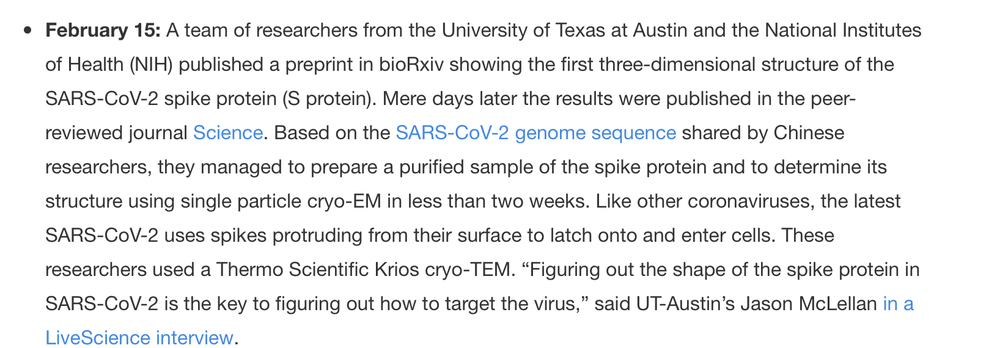 • February 15: A team of researchers from the University of Texas at Austin and the National Institutes
of Health (NIH) published a preprint in bioRxiv showing the first three-dimensional structure of the
SARS-CoV-2 spike protein (S protein). Mere days later the results were published in the peer-
reviewed journal Science. Based on the SARS-CoV-2 genome sequence shared by Chinese
researchers, they managed to prepare a purified sample of the spike protein and to determine its
structure using single particle cryo-EM in less than two weeks. Like other coronaviruses, the latest
SARS-CoV-2 uses spikes protruding from their surface to latch onto and enter cells. These
researchers used a Thermo Scientific Krios cryo-TEM. “Figuring out the shape of the spike protein in
SARS-CoV-2 is the key to figuring out how to target the virus,” said UT-Austin’s Jason McLellan in a
LiveScience interview.